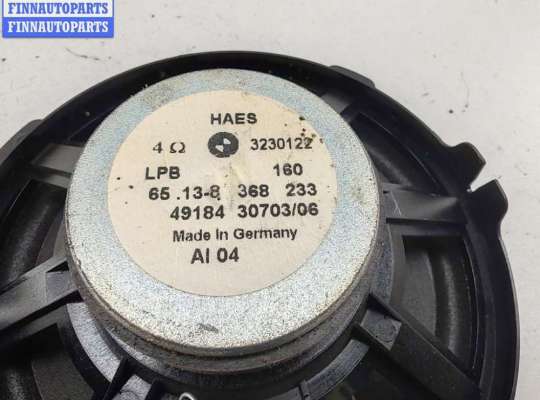 FINNAUTOPARTS
FINNAUTOPARTS
HAES
4 Ω 3230122
LPB 160
65 .13-8 368 233
49184 30703/06
Made in Germany
AI 04